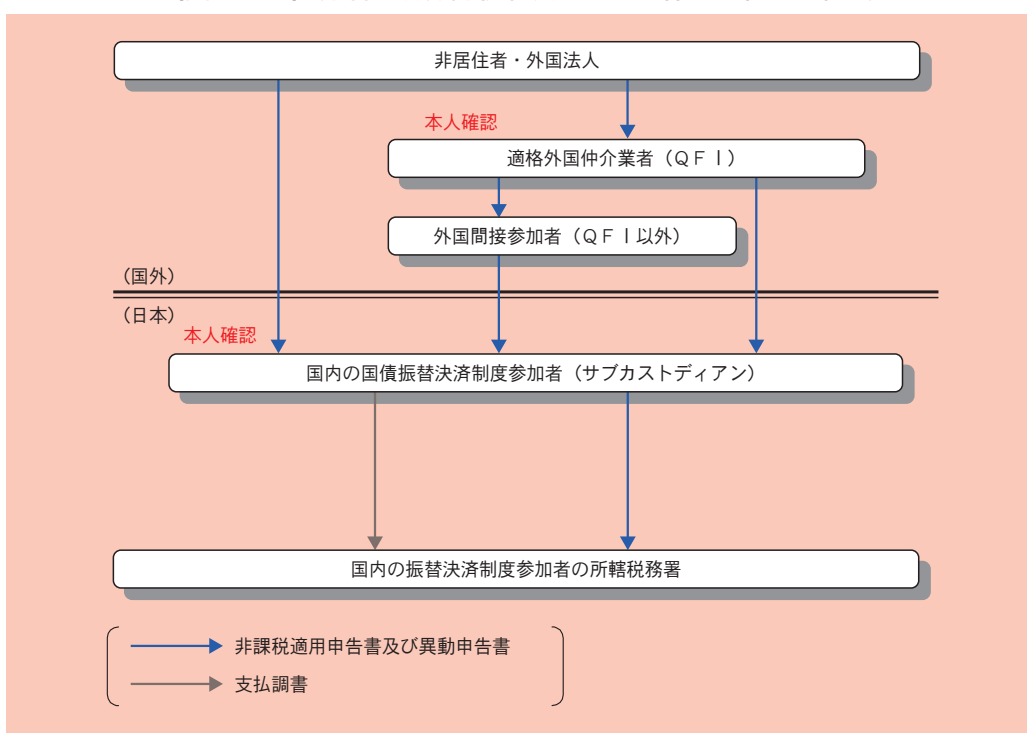 非居住者・外国法人
本人確認
適格外国仲介業者（ＱＦＩ）
外国間接参加者（ＱＦＩ以外）
（国外）
（日本）
本人確認
国内の国債振替決済制度参加者（サブカストディアン）
国内の振替決済制度参加者の所轄税務署
非課税適用申告書及び異動申告書
支払調書